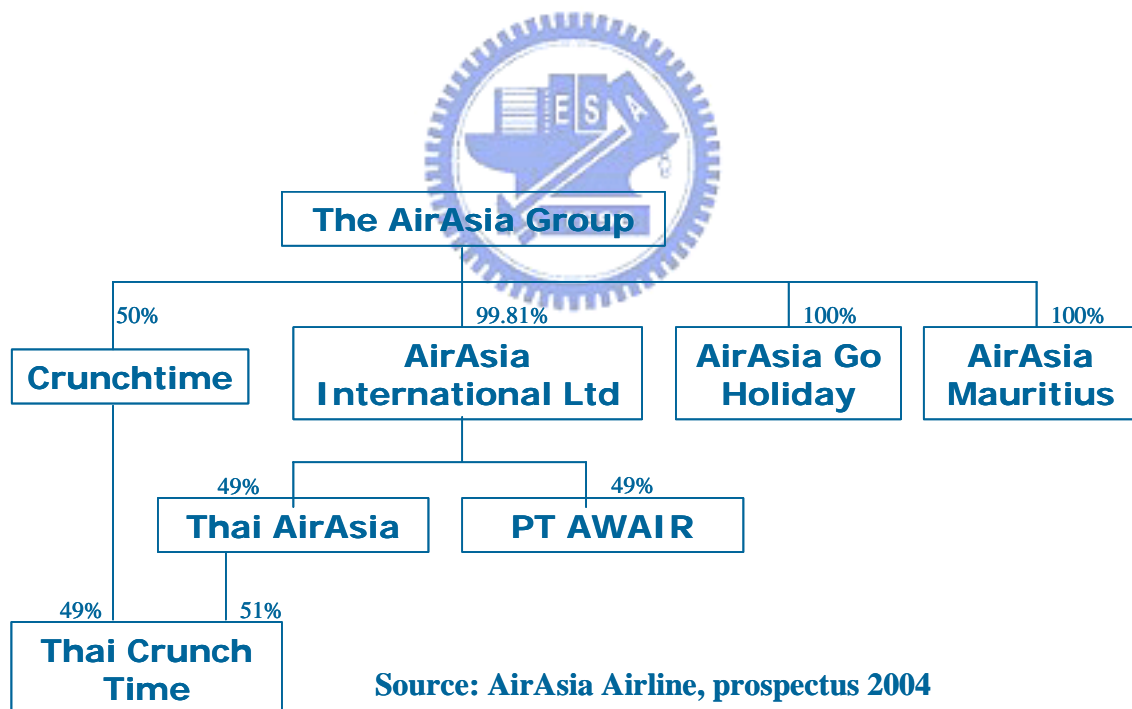 E S A
The AirAsia Group
50%
99.81%
100%
100%
Crunchtime
AirAsia
International Ltd
AirAsia Go
Holiday
AirAsia
Mauritius
49%
49%
Thai AirAsia
PT AWAIR
49%
51%
Thai Crunch
Time
Source: AirAsia Airline, prospectus 2004